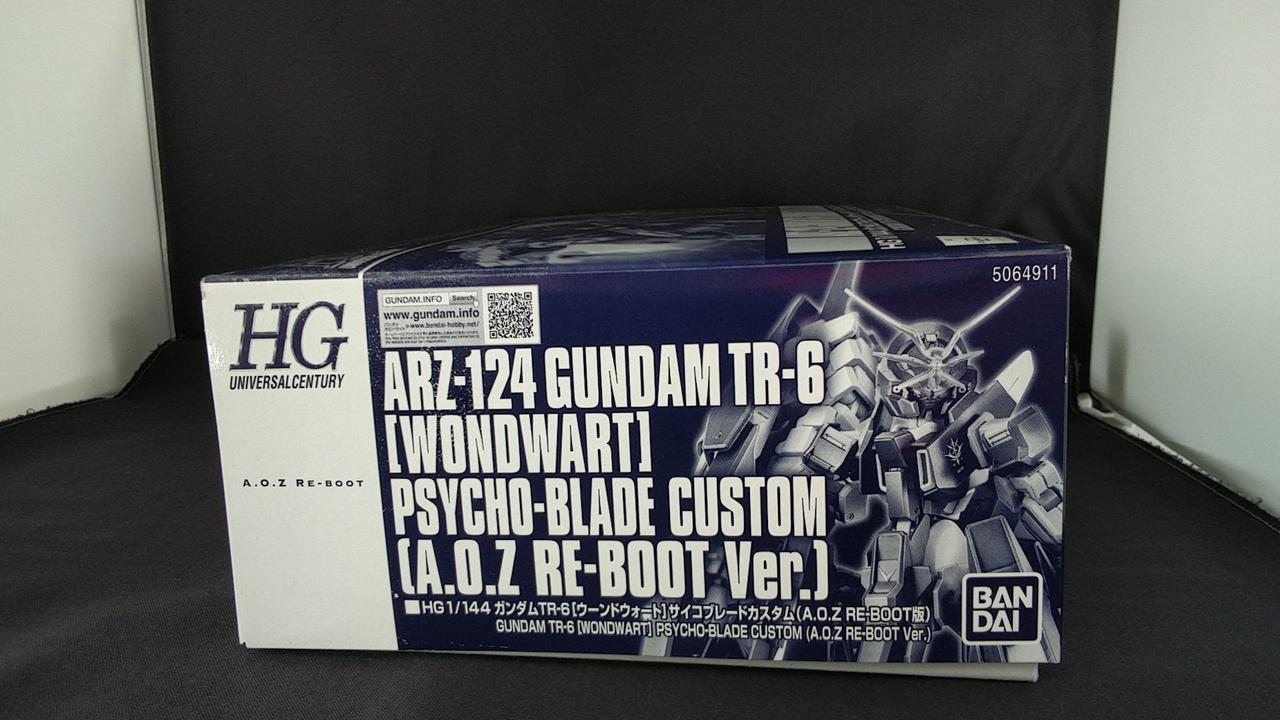 5064911
HG
UNIVERSALCENTURY
A.O.Z RE-BOOT
GUNDAM.INFO Search
www.gundam.info
www.bandai-hobby.net/
ARZ-124 GUNDAM TR-6
[WONDWART]
PSYCHO-BLADE CUSTOM
(A.O.Z RE-BOOT Ver.)
■HG 1/144 ガンダムTR-6[ウーンドウォート]サイコブレードカスタム(A.O.Z RE-BOOT版)
GUNDAM TR-6 [WONDWART] PSYCHO-BLADE CUSTOM (A.O.Z RE-BOOT Ver.)
BAN
DAI